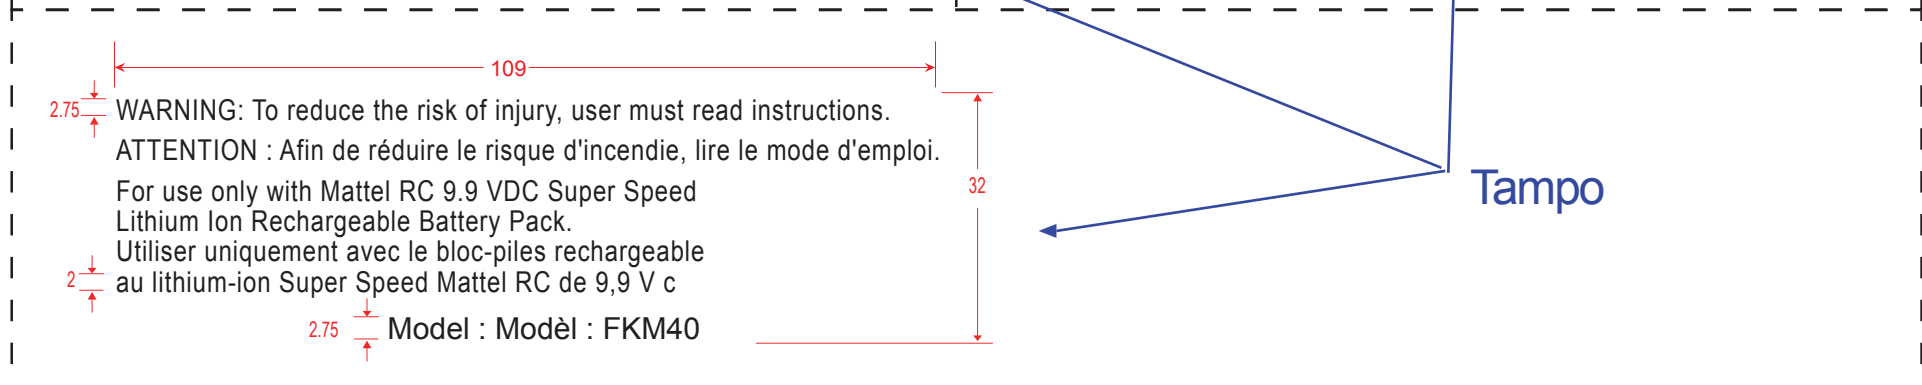 109
2.75 WARNING: To reduce the risk of injury, user must read instructions.
ATTENTION : Afin de réduire le risque d'incendie, lire le mode d'emploi.
For use only with Mattel RC 9.9 VDC Super Speed
Lithium Ion Rechargeable Battery Pack.
Utiliser uniquement avec le bloc-piles rechargeable
2 au lithium-ion Super Speed Mattel RC de 9,9 V c
2.75 Model : Modèl : FKM40
32
Tampo